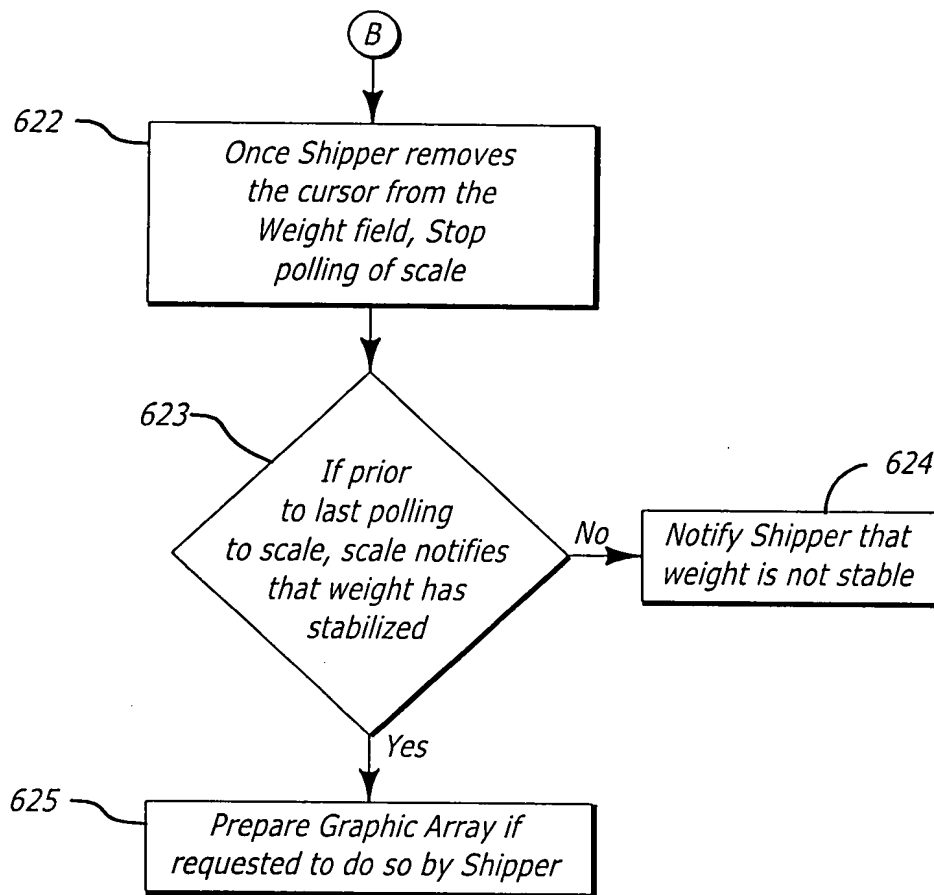 B
622
Once Shipper removes
the cursor from the
Weight field, Stop
polling of scale
623
If prior
to last polling
to scale, scale notifies
that weight has
stabilized
No
624
Notify Shipper that
weight is not stable
Yes
625
Prepare Graphic Array if
requested to do so by Shipper